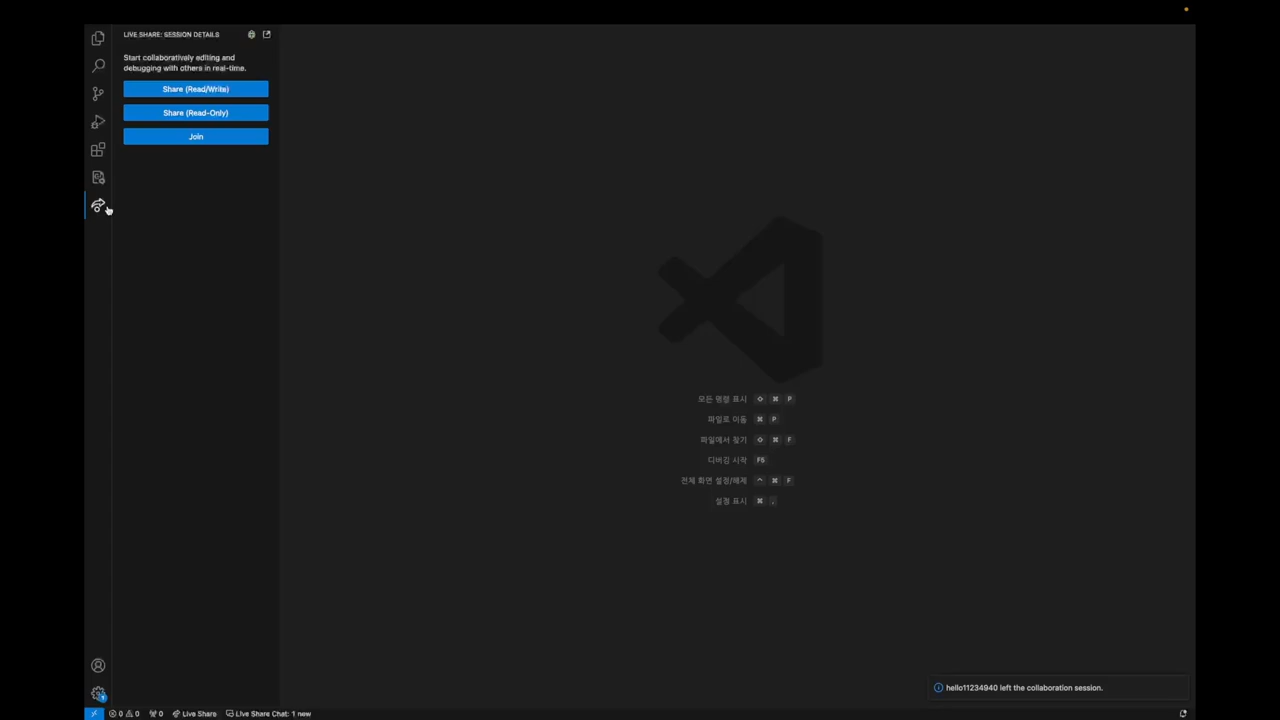 LIVE SHARE: SESSION DETAILS
Start collaboratively editing and
debugging with others in real-time.
Share (Read/Write)
Share (Read-Only)
Join
모든 명령 표시 ⇧ ⌘ P
파일로 이동 ⌘ P
파일에서 찾기 ⇧ ⌘ F
디버깅 시작 F5
전체 화면 설정/해제 ^ ⌘ F
설정 표시 ⌘ ,
hello11234940 left the collaboration session.
1
0 0 0 Live Share Live Share Chat: 1 new